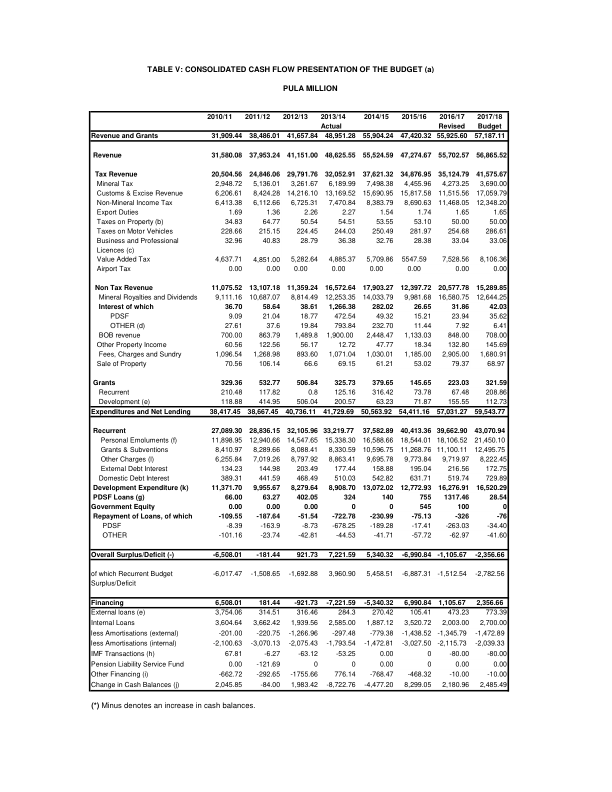 TABLE V: CONSOLIDATED CASH FLOW PRESENTATION OF THE BUDGET (a)
PULA MILLION
2010/11 2011/12 2012/13 2013/14 2014/15 2015/16 2016/17 2017/18
Actual Revised Budget
Revenue and Grants 31,909.44 38,486.01 41,657.84 48,951.28 55,904.24 47,420.32 55,925.60 57,187.11
Revenue 31,580.08 37,953.24 41,151.00 48,625.55 55,524.59 47,274.67 55,702.57 56,865.52
Tax Revenue 20,504.56 24,846.06 29,791.76 32,052.91 37,621.32 34,876.95 35,124.79 41,575.67
Mineral Tax 2,948.72 5,136.01 3,261.67 6,189.99 7,498.38 4,455.96 4,273.25 3,690.00
Customs & Excise Revenue 6,206.61 8,424.28 14,216.10 13,169.52 15,690.95 15,817.58 11,515.56 17,059.79
Non-Mineral Income Tax 6,413.38 6,112.66 6,725.31 7,470.84 8,383.79 8,690.63 11,468.05 12,348.20
Export Duties 1.69 1.36 2.26 2.27 1.54 1.74 1.65 1.65
Taxes on Property (b) 34.83 64.77 50.54 54.51 53.55 53.10 50.00 50.00
Taxes on Motor Vehicles 228.66 215.15 224.45 244.03 250.49 281.97 254.68 286.61
Business and Professional 32.96 40.83 28.79 36.38 32.76 28.38 33.04 33.06
Licences (c)
Value Added Tax 4,637.71 4,851.00 5,282.64 4,885.37 5,709.86 5547.59 7,528.56 8,106.36
Airport Tax 0.00 0.00 0.00 0.00 0.00 0.00 0.00 0.00
Non Tax Revenue 11,075.52 13,107.18 11,359.24 16,572.64 17,903.27 12,397.72 20,577.78 15,289.85
Mineral Royalties and Dividends 9,111.16 10,687.07 8,814.49 12,253.35 14,033.79 9,981.68 16,580.75 12,644.25
Interest of which 36.70 58.64 38.61 1,266.38 282.02 26.65 31.86 42.03
PDSF 9.09 21.04 18.77 472.54 49.32 15.21 23.94 35.62
OTHER (d) 27.61 37.6 19.84 793.84 232.70 11.44 7.92 6.41
BOB revenue 700.00 863.79 1,489.8 1,900.00 2,448.47 1,133.03 848.00 708.00
Other Property Income 60.56 122.56 56.17 12.72 47.77 18.34 132.80 145.69
Fees, Charges and Sundry 1,096.54 1,268.98 893.60 1,071.04 1,030.01 1,185.00 2,905.00 1,680.91
Sale of Property 70.56 106.14 66.6 69.15 61.21 53.02 79.37 68.97
Grants 329.36 532.77 506.84 325.73 379.65 145.65 223.03 321.59
Recurrent 210.48 117.82 0.8 125.16 316.42 73.78 67.48 208.86
Development (e) 118.88 414.95 506.04 200.57 63.23 71.87 155.55 112.73
Expenditures and Net Lending 38,417.45 38,667.45 40,736.11 41,729.69 50,563.92 54,411.16 57,031.27 59,543.77
Recurrent 27,089.30 28,836.15 32,105.96 33,219.77 37,582.89 40,413.36 39,662.90 43,070.94
Personal Emoluments (f) 11,898.95 12,940.66 14,547.65 15,338.30 16,588.66 18,544.01 18,106.52 21,450.10
Grants & Subventions 8,410.97 8,289.66 8,088.41 8,330.59 10,596.75 11,268.76 11,100.11 12,495.75
Other Charges (l) 6,255.84 7,019.26 8,797.92 8,863.41 9,695.78 9,773.84 9,719.97 8,222.45
External Debt Interest 134.23 144.98 203.49 177.44 158.88 195.04 216.56 172.75
Domestic Debt Interest 389.31 441.59 468.49 510.03 542.82 631.71 519.74 729.89
Development Expenditure (k) 11,371.70 9,955.67 8,279.64 8,908.70 13,072.02 12,772.93 16,276.91 16,520.29
PDSF Loans (g) 66.00 63.27 402.05 324 140 755 1317.46 28.54
Government Equity 0.00 0.00 0.00 0 0 545 100 0
Repayment of Loans, of which -109.55 -187.64 -51.54 -722.78 -230.99 -75.13 -326 -76
PDSF -8.39 -163.9 -8.73 -678.25 -189.28 -17.41 -263.03 -34.40
OTHER -101.16 -23.74 -42.81 -44.53 -41.71 -57.72 -62.97 -41.60
Overall Surplus/Deficit (-) -6,508.01 -181.44 921.73 7,221.59 5,340.32 -6,990.84 -1,105.67 -2,356.66
of which Recurrent Budget -6,017.47 -1,508.65 -1,692.88 3,960.90 5,458.51 -6,887.31 -1,512.54 -2,782.56
Surplus/Deficit
Financing 6,508.01 181.44 -921.73 -7,221.59 -5,340.32 6,990.84 1,105.67 2,356.66
External loans (e) 3,754.06 314.51 316.46 284.3 270.42 105.41 473.23 773.39
Internal Loans 3,604.64 3,662.42 1,939.56 2,585.00 1,887.12 3,520.72 2,003.00 2,700.00
less Amortisations (external) -201.00 -220.75 -1,266.96 -297.48 -779.38 -1,438.52 -1,345.79 -1,472.89
less Amortisations (internal) -2,100.63 -3,070.13 -2,075.43 -1,793.54 -1,472.81 -3,027.50 -2,115.73 -2,039.33
IMF Transactions (h) 67.81 -6.27 -63.12 -53.25 0.00 0 -80.00 -80.00
Pension Liability Service Fund 0.00 -121.69 0 0 0.00 0 0.00 0.00
Other Financing (i) -662.72 -292.65 -1755.66 776.14 -768.47 -468.32 -10.00 -10.00
Change in Cash Balances (j) 2,045.85 -84.00 1,983.42 -8,722.76 -4,477.20 8,299.05 2,180.96 2,485.49
(*) Minus denotes an increase in cash balances.